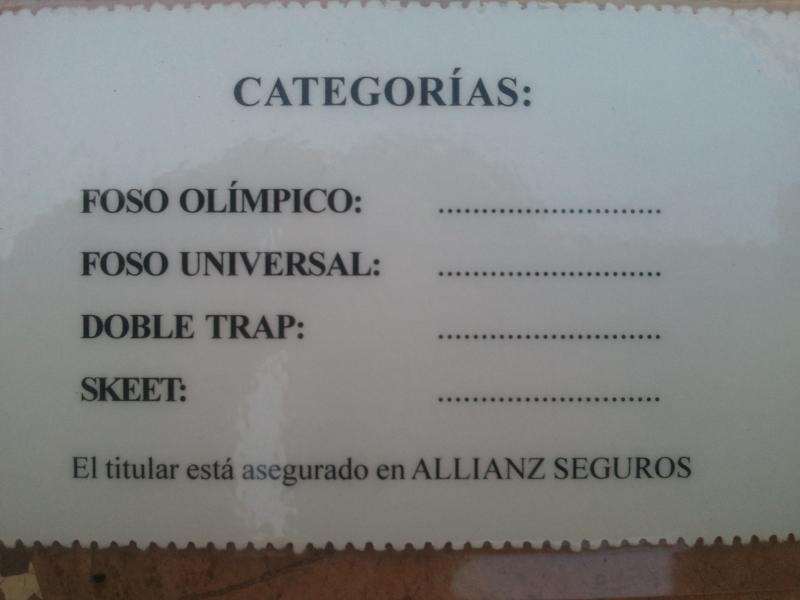 CATEGORÍAS:
FOSO OLÍMPICO: ..........................
FOSO UNIVERSAL: ..........................
DOBLE TRAP: ..........................
SKEET: ..........................
El titular está asegurado en ALLIANZ SEGUROS